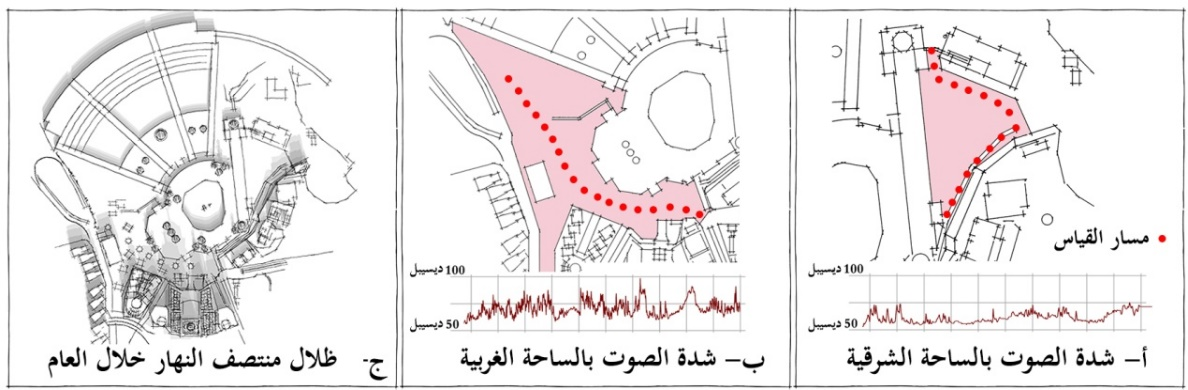 مسار القياس
100 ديسيبل
50 ديسيبل
أ– شدة الصوت بالساحة الشرقية
100 ديسيبل
50 ديسيبل
ب– شدة الصوت بالساحة الغربية
ج- ظلال منتصف النهار خلال العام